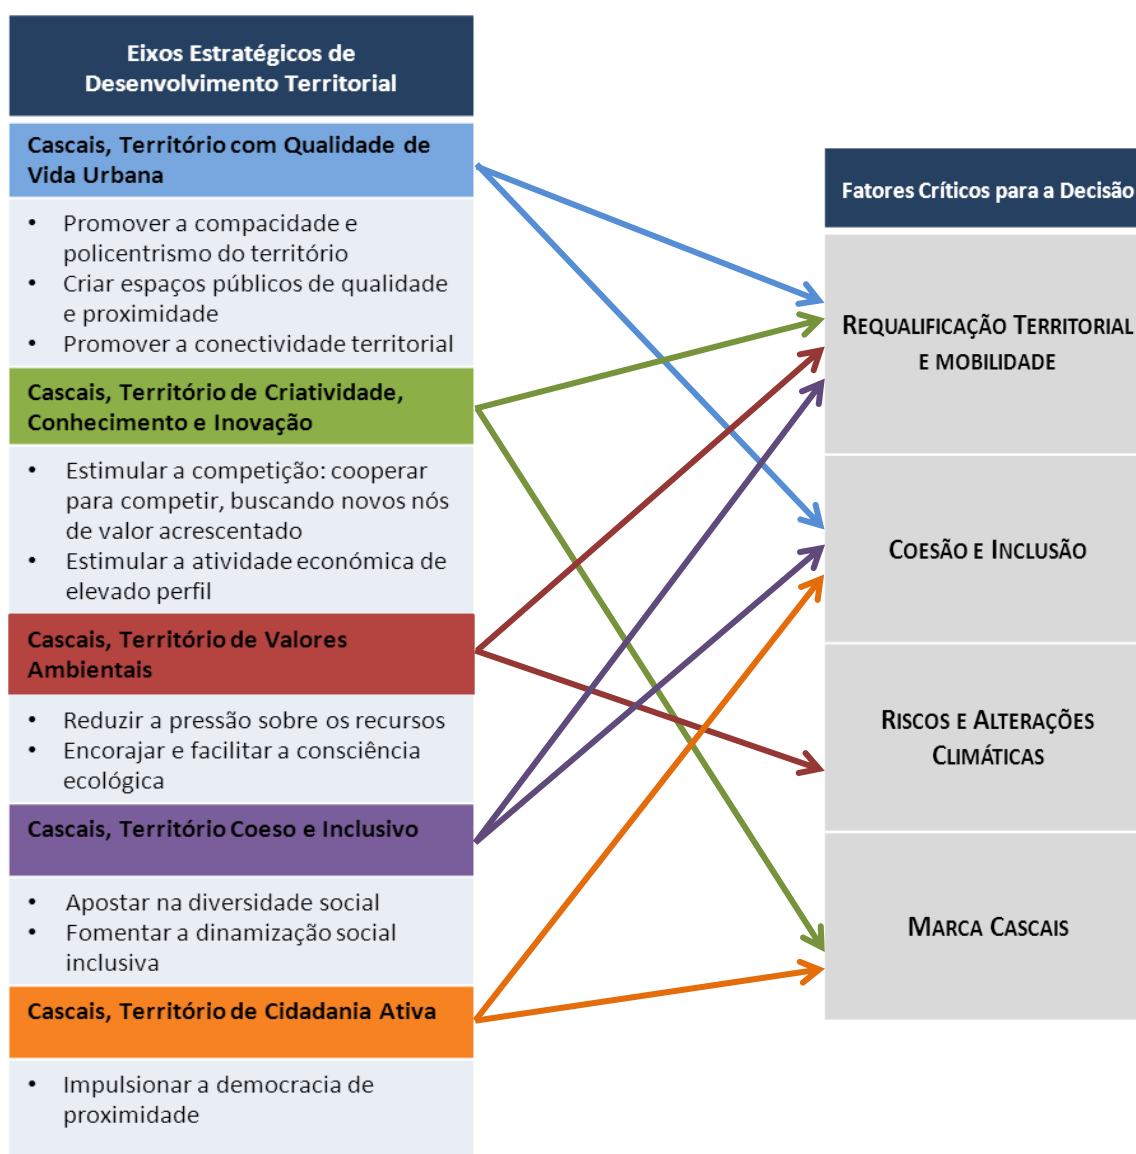 Eixos Estratégicos de
Desenvolvimento Territorial
Cascais, Território com Qualidade de
Vida Urbana
• Promover a compacidade e
policentrismo do território
• Criar espaços públicos de qualidade
e proximidade
• Promover a conectividade territorial
Cascais, Território de Criatividade,
Conhecimento e Inovação
• Estimular a competição: cooperar
para competir, buscando novos nós
de valor acrescentado
• Estimular a atividade económica de
elevado perfil
Cascais, Território de Valores
Ambientais
• Reduzir a pressão sobre os recursos
• Encorajar e facilitar a consciência
ecológica
Cascais, Território Coeso e Inclusivo
• Apostar na diversidade social
• Fomentar a dinamização social
inclusiva
Cascais, Território de Cidadania Ativa
• Impulsionar a democracia de
proximidade
Fatores Críticos para a Decisão
REQUALIFICAÇÃO TERRITORIAL
E MOBILIDADE
COESÃO E INCLUSÃO
RISCOS E ALTERAÇÕES
CLIMÁTICAS
MARCA CASCAIS